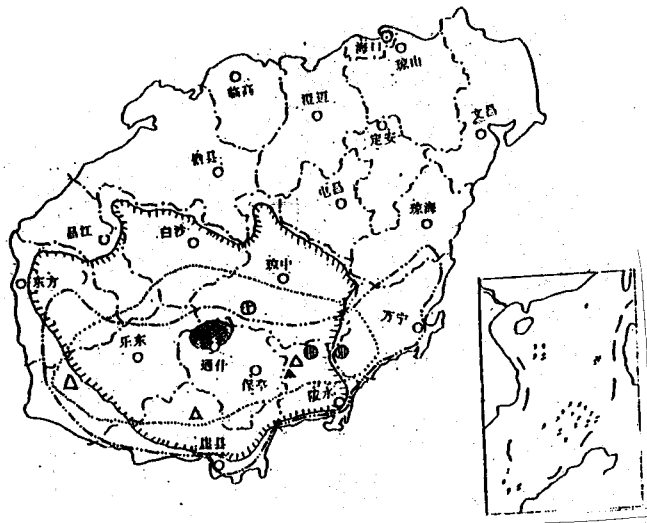 海口
琼山
临高
澄迈
文昌
定安
儋县
屯昌
琼海
昌江
白沙
琼中
东方
万宁
乐东
通什
保亭
陵水
崖县